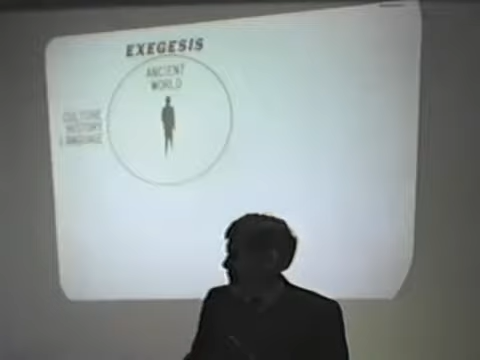 EXEGESIS
ANCIENT
WORLD
CULTURE
HISTORY
LANGUAGE